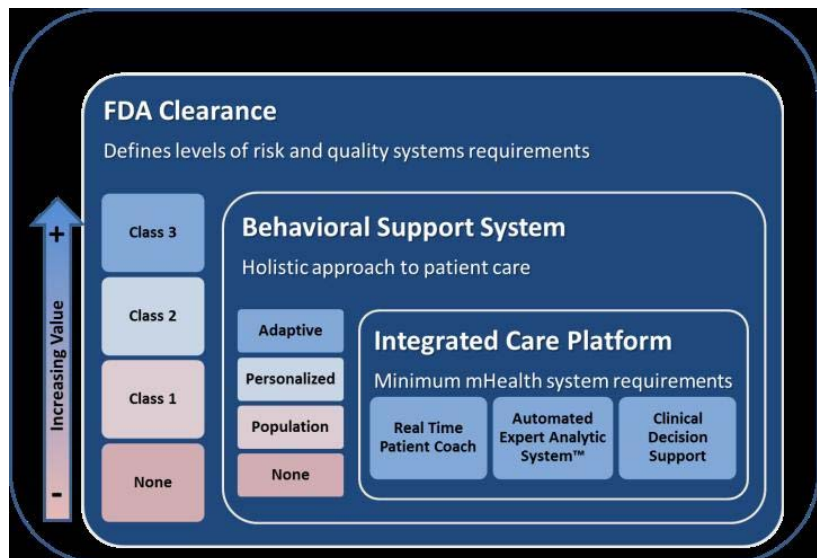 FDA Clearance
Defines levels of risk and quality systems requirements
+
Increasing Value
-
Class 3
Class 2
Class 1
None
Behavioral Support System
Holistic approach to patient care
Adaptive
Personalized
Population
None
Integrated Care Platform
Minimum mHealth system requirements
Real Time
Patient Coach
Automated
Expert Analytic
System™
Clinical
Decision
Support